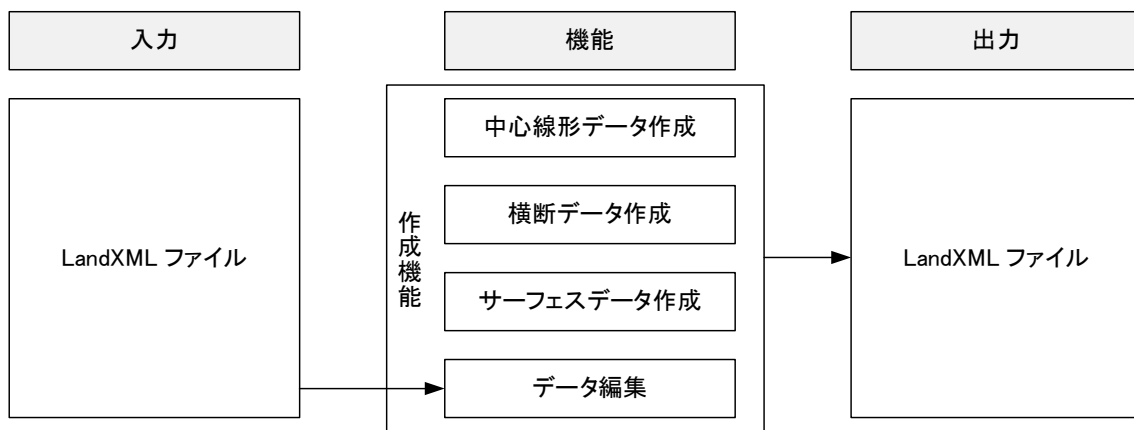 入力
機能
出力
LandXML ファイル
作成機能
中心線形データ作成
横断データ作成
サーフェスデータ作成
データ編集
LandXML ファイル